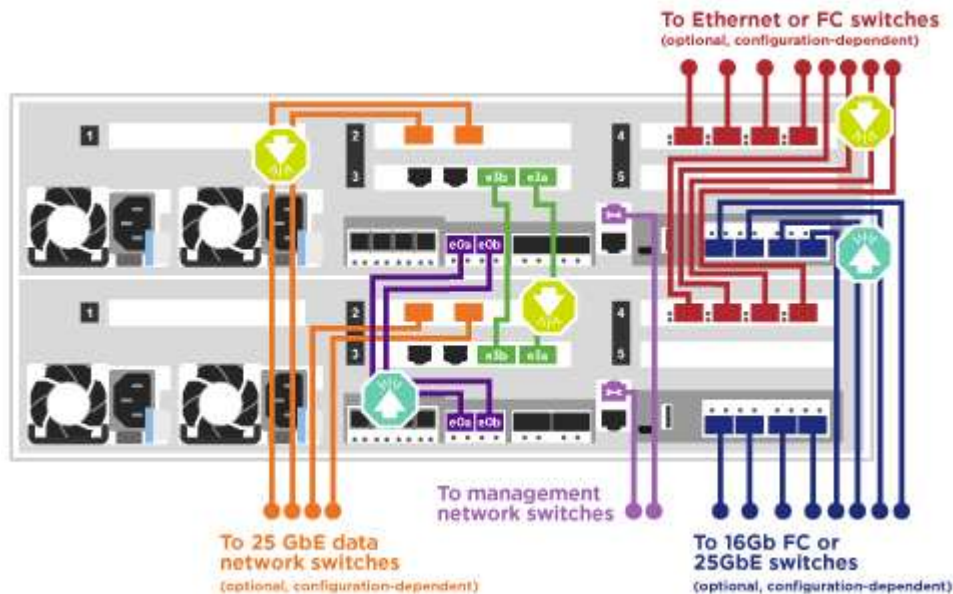 To Ethernet or FC switches
(optional, configuration-dependent)
1
2
4
3
e3b
e3a
5
e0a
e0b
1
2
4
3
e3b
e3a
5
e0a
e0b
To management
network switches
To 25 GbE data
network switches
(optional, configuration-dependent)
To 16Gb FC or
25GbE switches
(optional, configuration-dependent)